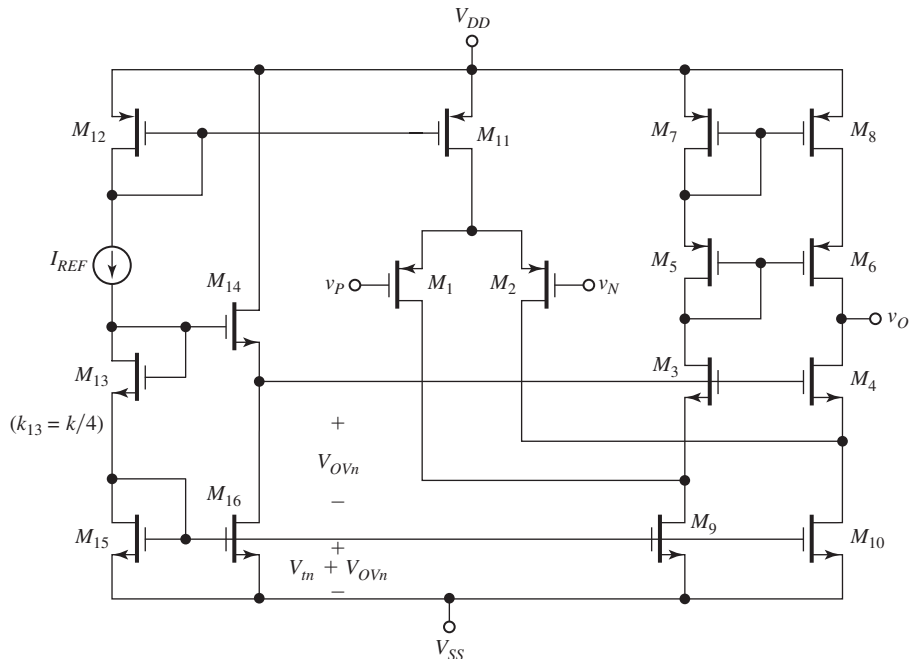 V_DD
M_12
M_11
M_7
M_8
I_REF
M_14
M_5
M_6
v_P
M_1
M_2
v_N
v_O
M_13
M_3
M_4
(k_13 = k/4)
+
V_OVn
−
M_16
M_15
M_9
M_10
+
V_tn + V_OVn
−
V_SS